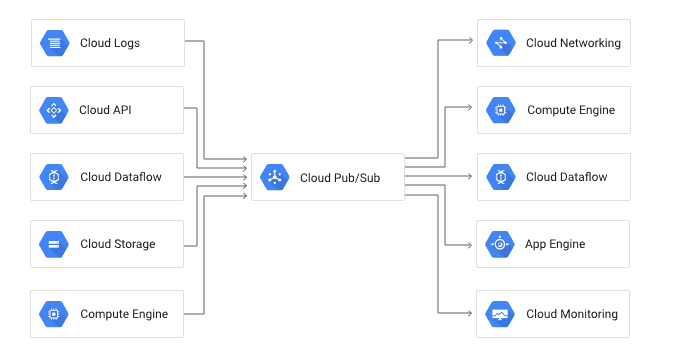 Cloud Logs
Cloud API
Cloud Dataflow
Cloud Storage
Compute Engine
Cloud Pub/Sub
Cloud Networking
Compute Engine
Cloud Dataflow
App Engine
Cloud Monitoring